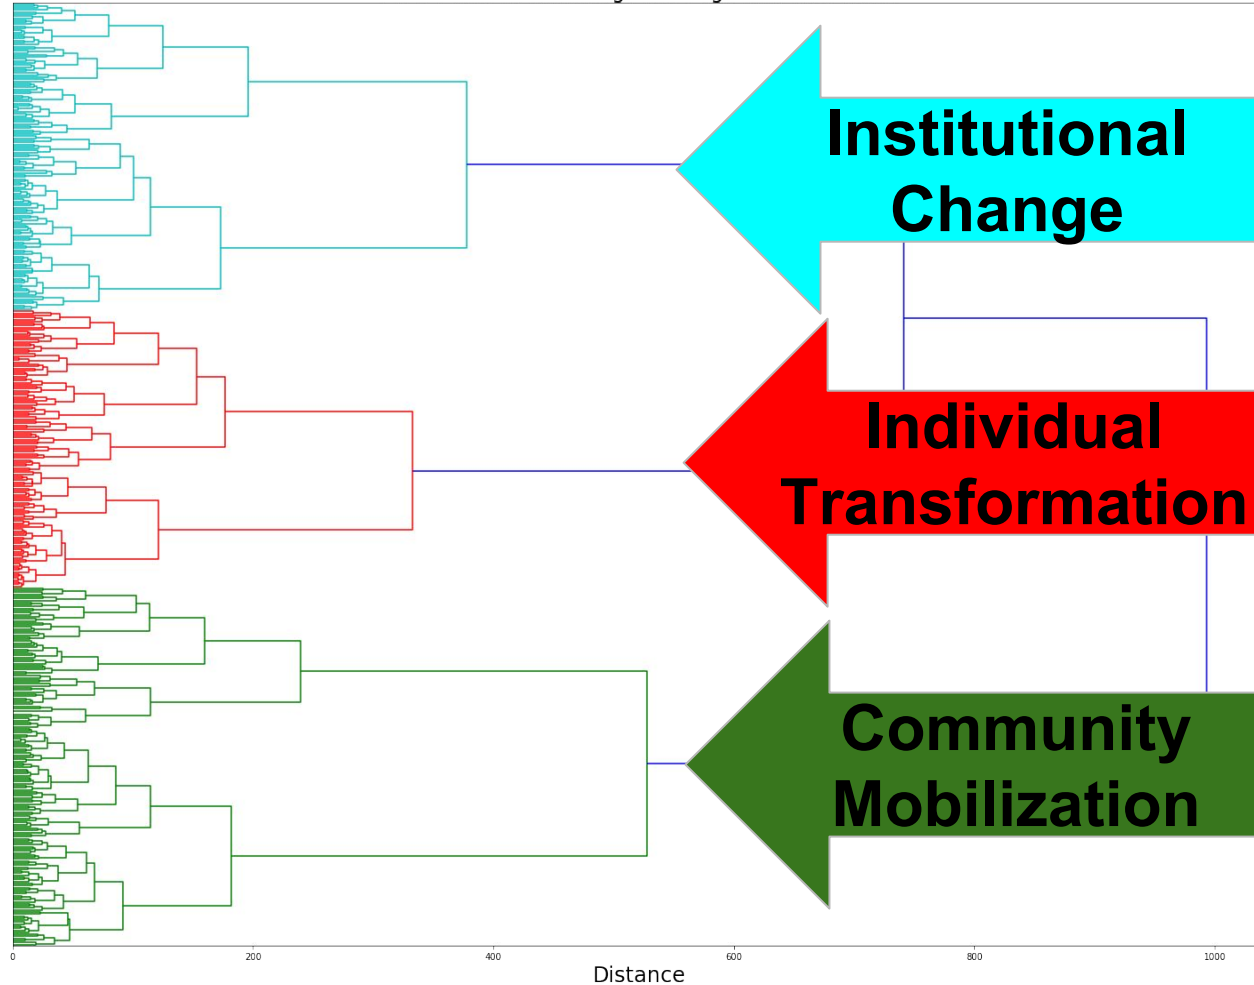 Institutional
Change
Individual
Transformation
Community
Mobilization
0 200 400 600 800 1000
Distance